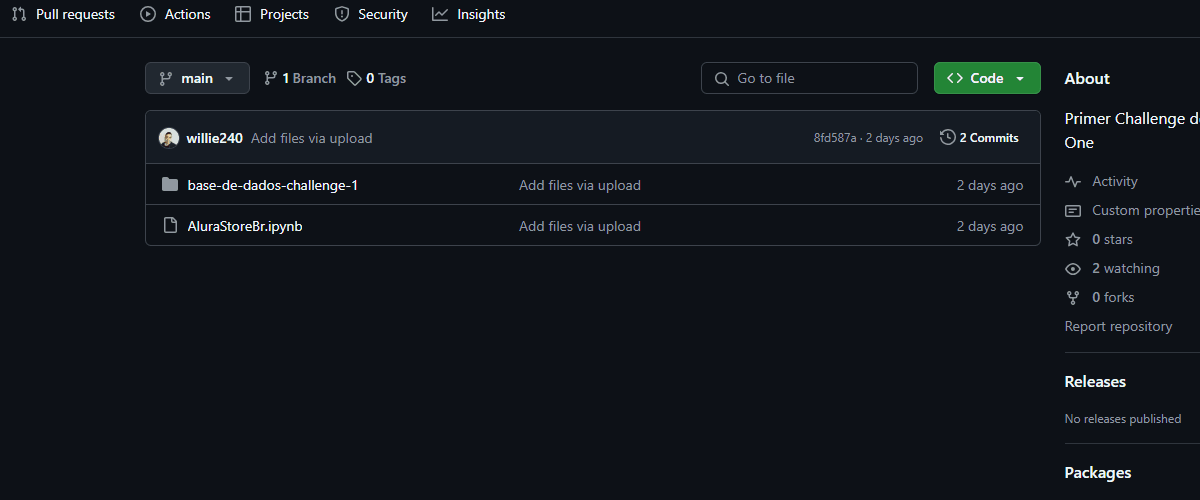 Pull requests Actions Projects Security Insights
main 1 Branch 0 Tags Go to file Code
willie240 Add files via upload 8fd587a · 2 days ago 2 Commits
base-de-dados-challenge-1 Add files via upload 2 days ago
AluraStoreBr.ipynb Add files via upload 2 days ago
About
Primer Challenge de
One
Activity
Custom propertie
0 stars
2 watching
0 forks
Report repository
Releases
No releases published
Packages